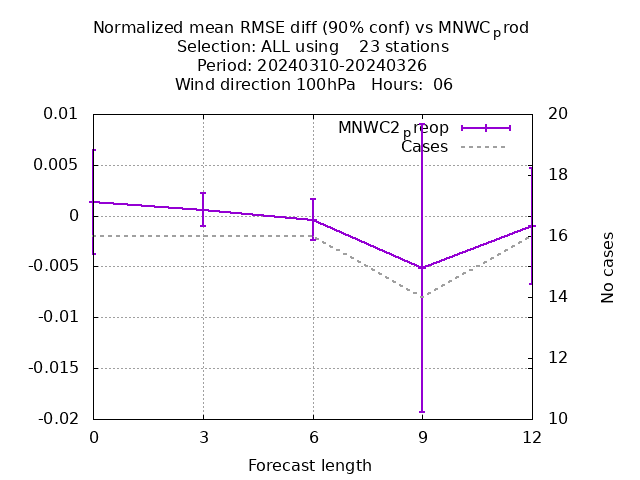 Normalized mean RMSE diff (90% conf) vs MNWCprod
Selection: ALL using    23 stations
Period: 20240310-20240326
Wind direction 100hPa   Hours:  06
MNWC2preop
Cases
0.01
0.005
0
-0.005
-0.01
-0.015
-0.02
20
18
16
14
12
10
No cases
0 3 6 9 12
Forecast length